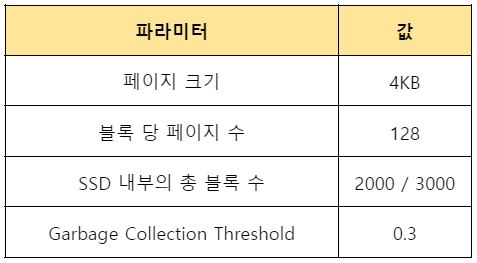 파라미터 값
페이지 크기 4KB
블록 당 페이지 수 128
SSD 내부의 총 블록 수 2000 / 3000
Garbage Collection Threshold 0.3